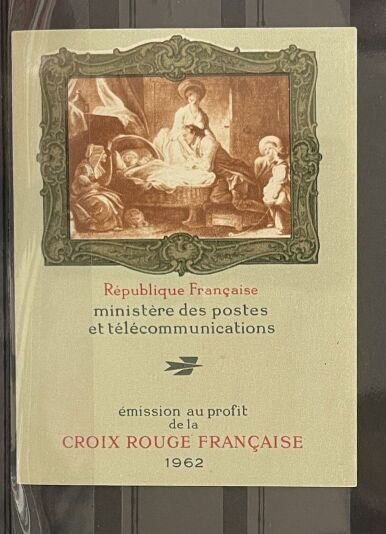 République Française
ministère des postes
et télécommunications
émission au profit
de la
CROIX ROUGE FRANÇAISE
1962